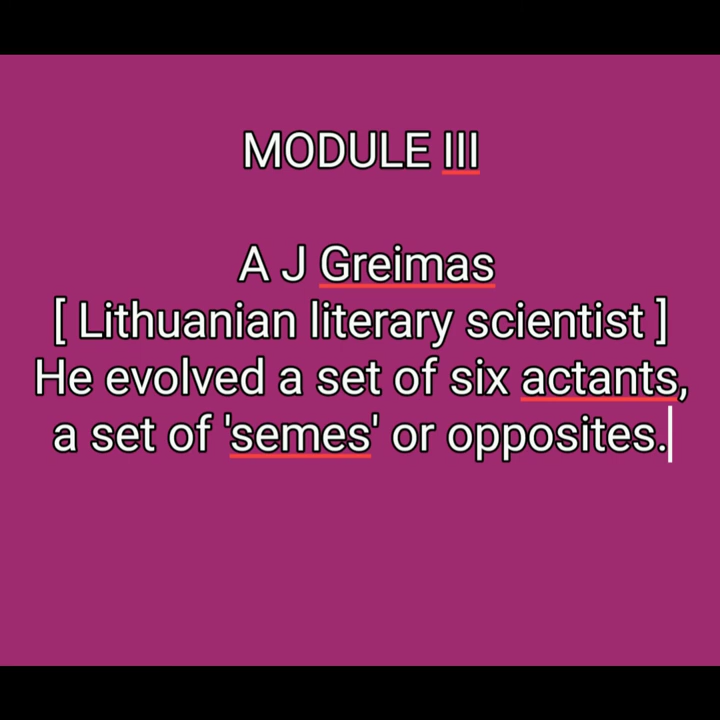 MODULE III
A J Greimas
[ Lithuanian literary scientist ]
He evolved a set of six actants,
a set of 'semes' or opposites.